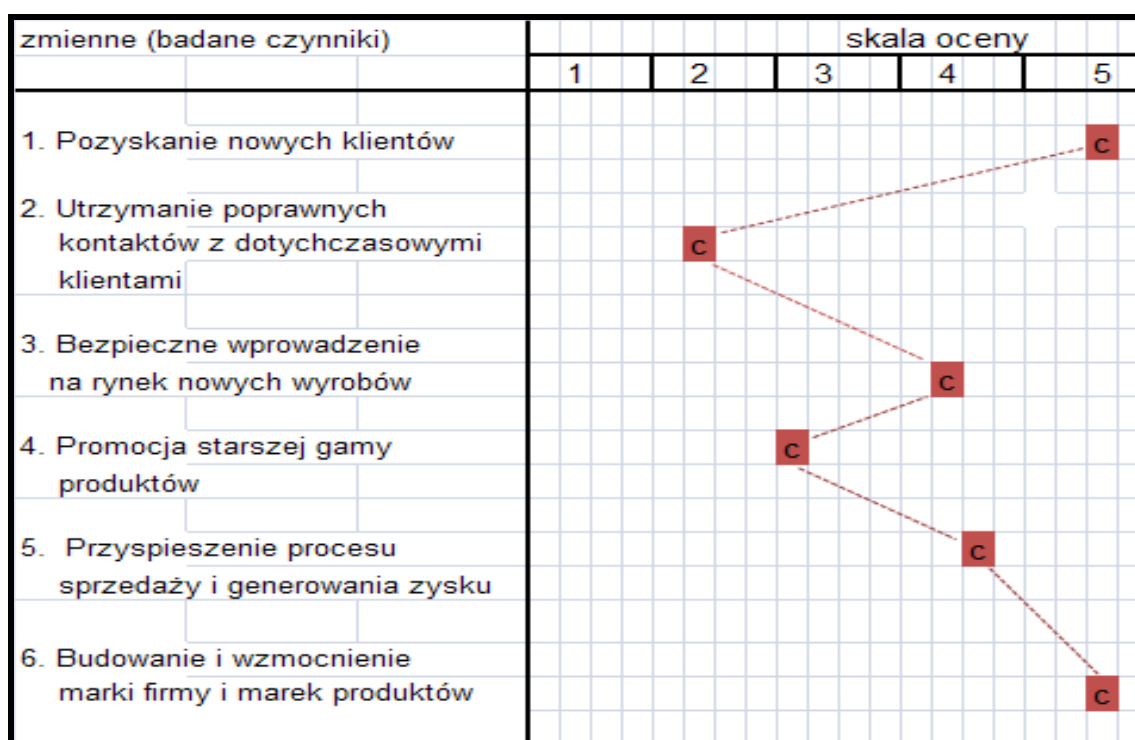 zmienne (badane czynniki)
skala oceny
1 2 3 4 5
1. Pozyskanie nowych klientów
c
2. Utrzymanie poprawnych
kontaktów z dotychczasowymi
klientami
c
3. Bezpieczne wprowadzenie
na rynek nowych wyrobów
c
4. Promocja starszej gamy
produktów
c
5. Przyspieszenie procesu
sprzedaży i generowania zysku
c
6. Budowanie i wzmocnienie
marki firmy i marek produktów
c